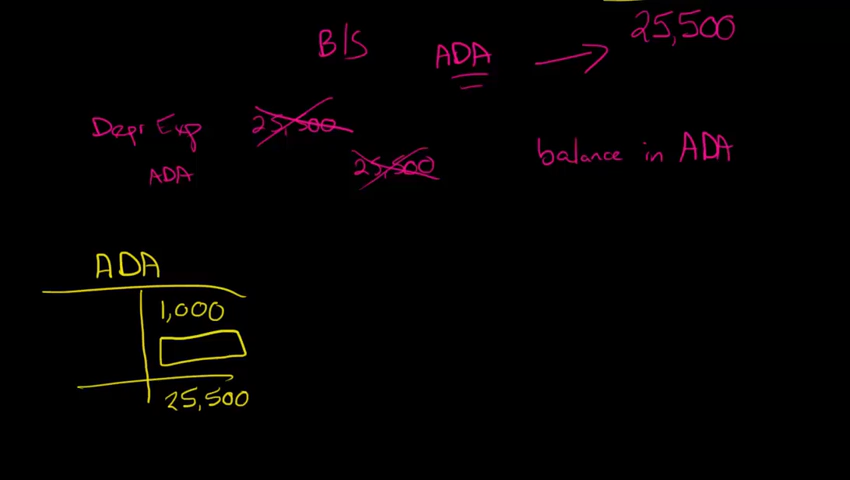 B/S ADA → 25,500
Depr Exp 25,500
ADA 25,500 balance in ADA
ADA
1,000
25,500